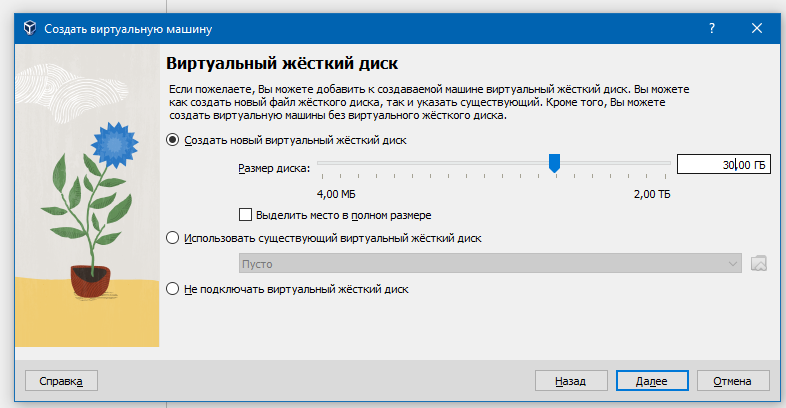 Создать виртуальную машину
Виртуальный жёсткий диск
Если пожелаете, Вы можете добавить к создаваемой машине виртуальный жёсткий диск. Вы можете
как создать новый файл жёсткого диска, так и указать существующий. Кроме того, Вы можете
создать виртуальную машины без виртуального жёсткого диска.
Создать новый виртуальный жёсткий диск
Размер диска:
30,00 ГБ
4,00 МБ
2,00 ТБ
Выделить место в полном размере
Использовать существующий виртуальный жёсткий диск
Пусто
Не подключать виртуальный жёсткий диск
Справка
Назад
Далее
Отмена